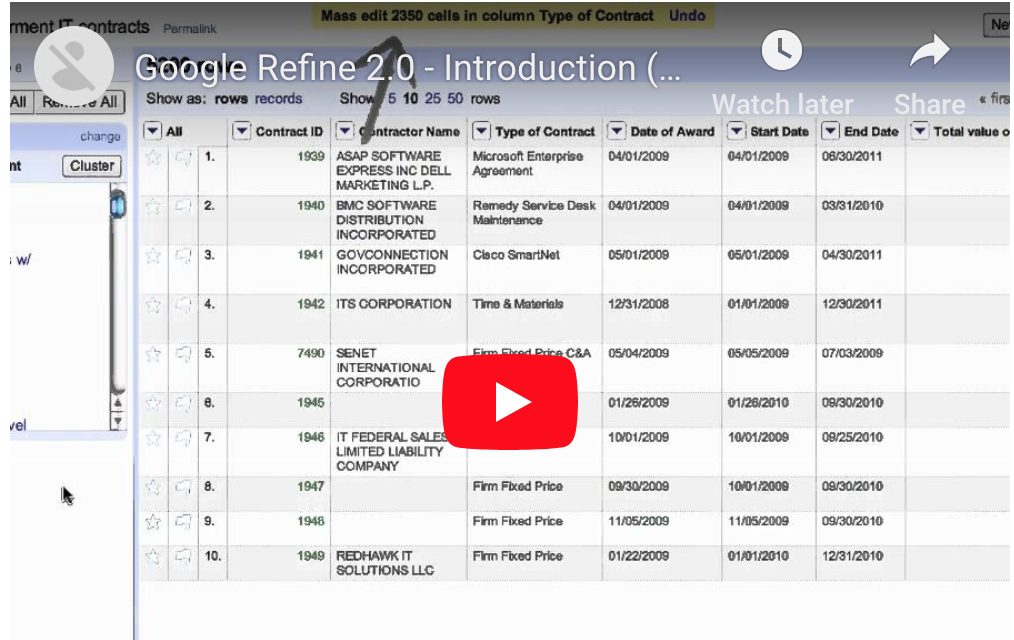 Mass edit 2350 cells in column Type of Contract Undo
rment IT contracts Permalink
Ne
Google Refine 2.0 - Introduction (…
Watch later
Share
6
All Remove All
Show as: rows records Show: 5 10 25 50 rows
« firs
change
nt Cluster
s w/
vel
All Contract ID Contractor Name Type of Contract Date of Award Start Date End Date Total value o
1. 1939 ASAP SOFTWARE EXPRESS INC DELL MARKETING L.P. Microsoft Enterprise Agreement 04/01/2009 04/01/2009 06/30/2011
2. 1940 BMC SOFTWARE DISTRIBUTION INCORPORATED Remedy Service Desk Maintenance 04/01/2009 04/01/2009 03/31/2010
3. 1941 GOVCONNECTION INCORPORATED Cisco SmartNet 05/01/2009 05/01/2009 04/30/2011
4. 1942 ITS CORPORATION Time & Materials 12/31/2008 01/01/2009 12/30/2011
5. 7490 SENET INTERNATIONAL CORPORATIO Firm Fixed Price C&A 05/04/2009 05/05/2009 07/03/2009
6. 1945 01/26/2009 01/26/2010 09/30/2010
7. 1946 IT FEDERAL SALES LIMITED LIABILITY COMPANY 10/01/2009 10/01/2009 09/25/2010
8. 1947 Firm Fixed Price 09/30/2009 10/01/2009 09/30/2010
9. 1948 Firm Fixed Price 11/05/2009 11/05/2009 09/30/2010
10. 1949 REDHAWK IT SOLUTIONS LLC Firm Fixed Price 01/22/2009 01/01/2010 12/31/2010